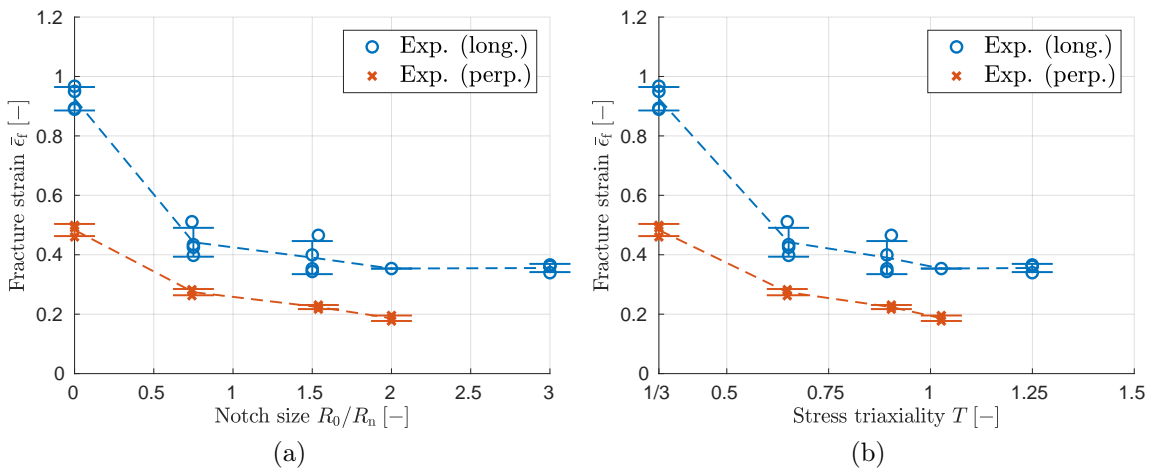 1.2
1
0.8
0.6
0.4
0.2
0
Fracture strain ε̄f [−]
Exp. (long.)
Exp. (perp.)
0 0.5 1 1.5 2 2.5 3
Notch size R0/Rn [−]
(a)
1.2
1
0.8
0.6
0.4
0.2
0
Fracture strain ε̄f [−]
Exp. (long.)
Exp. (perp.)
1/3 0.5 0.75 1 1.25 1.5
Stress triaxiality T [−]
(b)